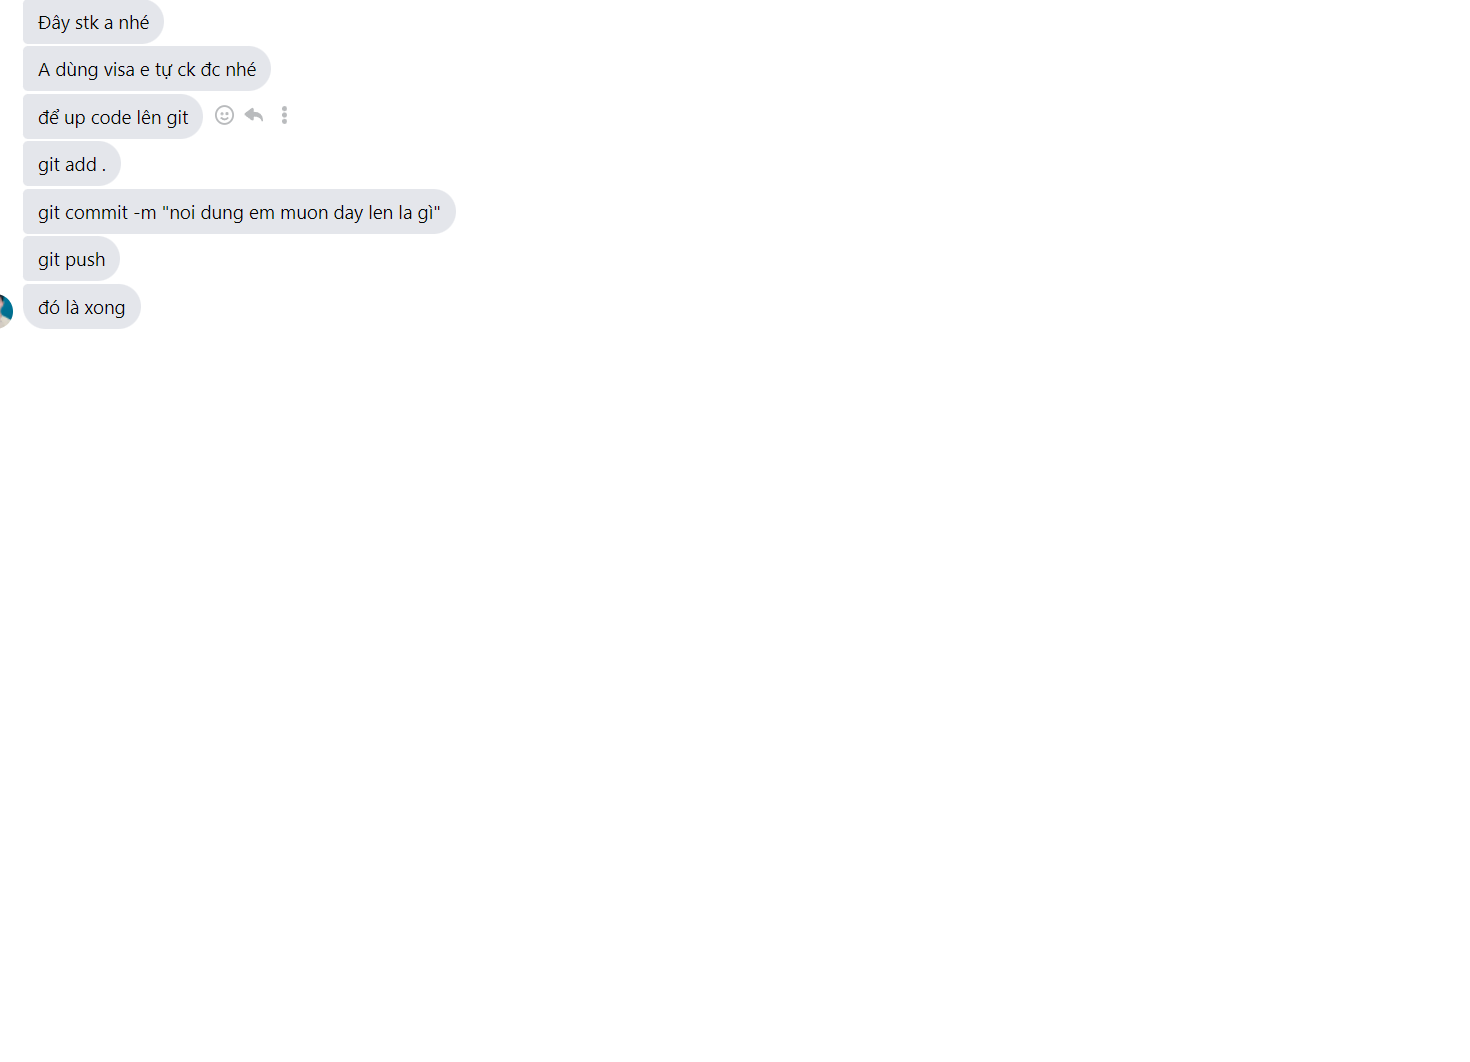 Đây stk a nhé
A dùng visa e tự ck đc nhé
để up code lên git
git add .
git commit -m "noi dung em muon day len la gì"
git push
đó là xong